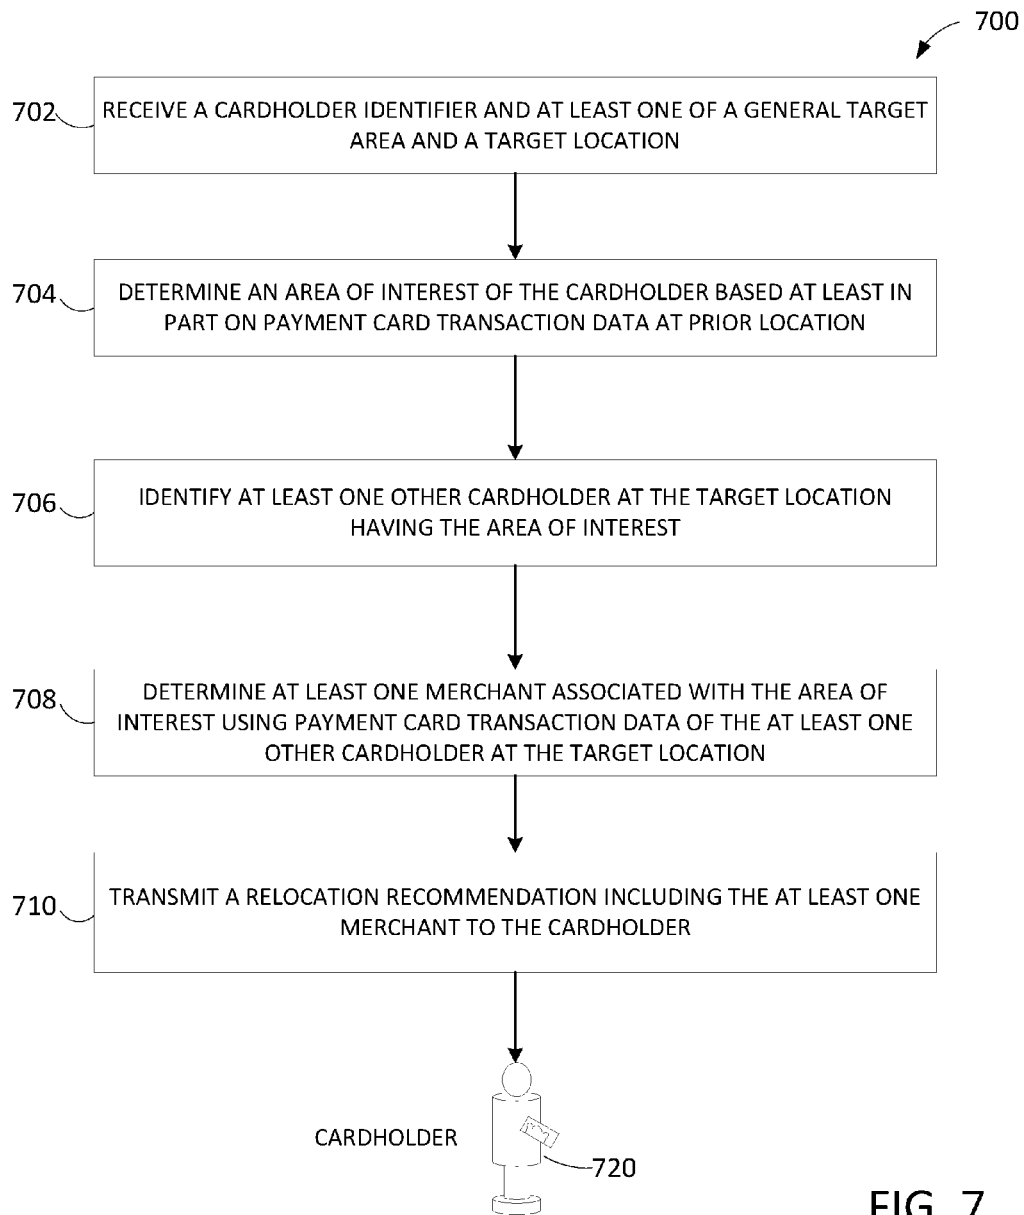 700
702
RECEIVE A CARDHOLDER IDENTIFIER AND AT LEAST ONE OF A GENERAL TARGET
AREA AND A TARGET LOCATION
704
DETERMINE AN AREA OF INTEREST OF THE CARDHOLDER BASED AT LEAST IN
PART ON PAYMENT CARD TRANSACTION DATA AT PRIOR LOCATION
706
IDENTIFY AT LEAST ONE OTHER CARDHOLDER AT THE TARGET LOCATION
HAVING THE AREA OF INTEREST
708
DETERMINE AT LEAST ONE MERCHANT ASSOCIATED WITH THE AREA OF
INTEREST USING PAYMENT CARD TRANSACTION DATA OF THE AT LEAST ONE
OTHER CARDHOLDER AT THE TARGET LOCATION
710
TRANSMIT A RELOCATION RECOMMENDATION INCLUDING THE AT LEAST ONE
MERCHANT TO THE CARDHOLDER
CARDHOLDER
720
FIG. 7